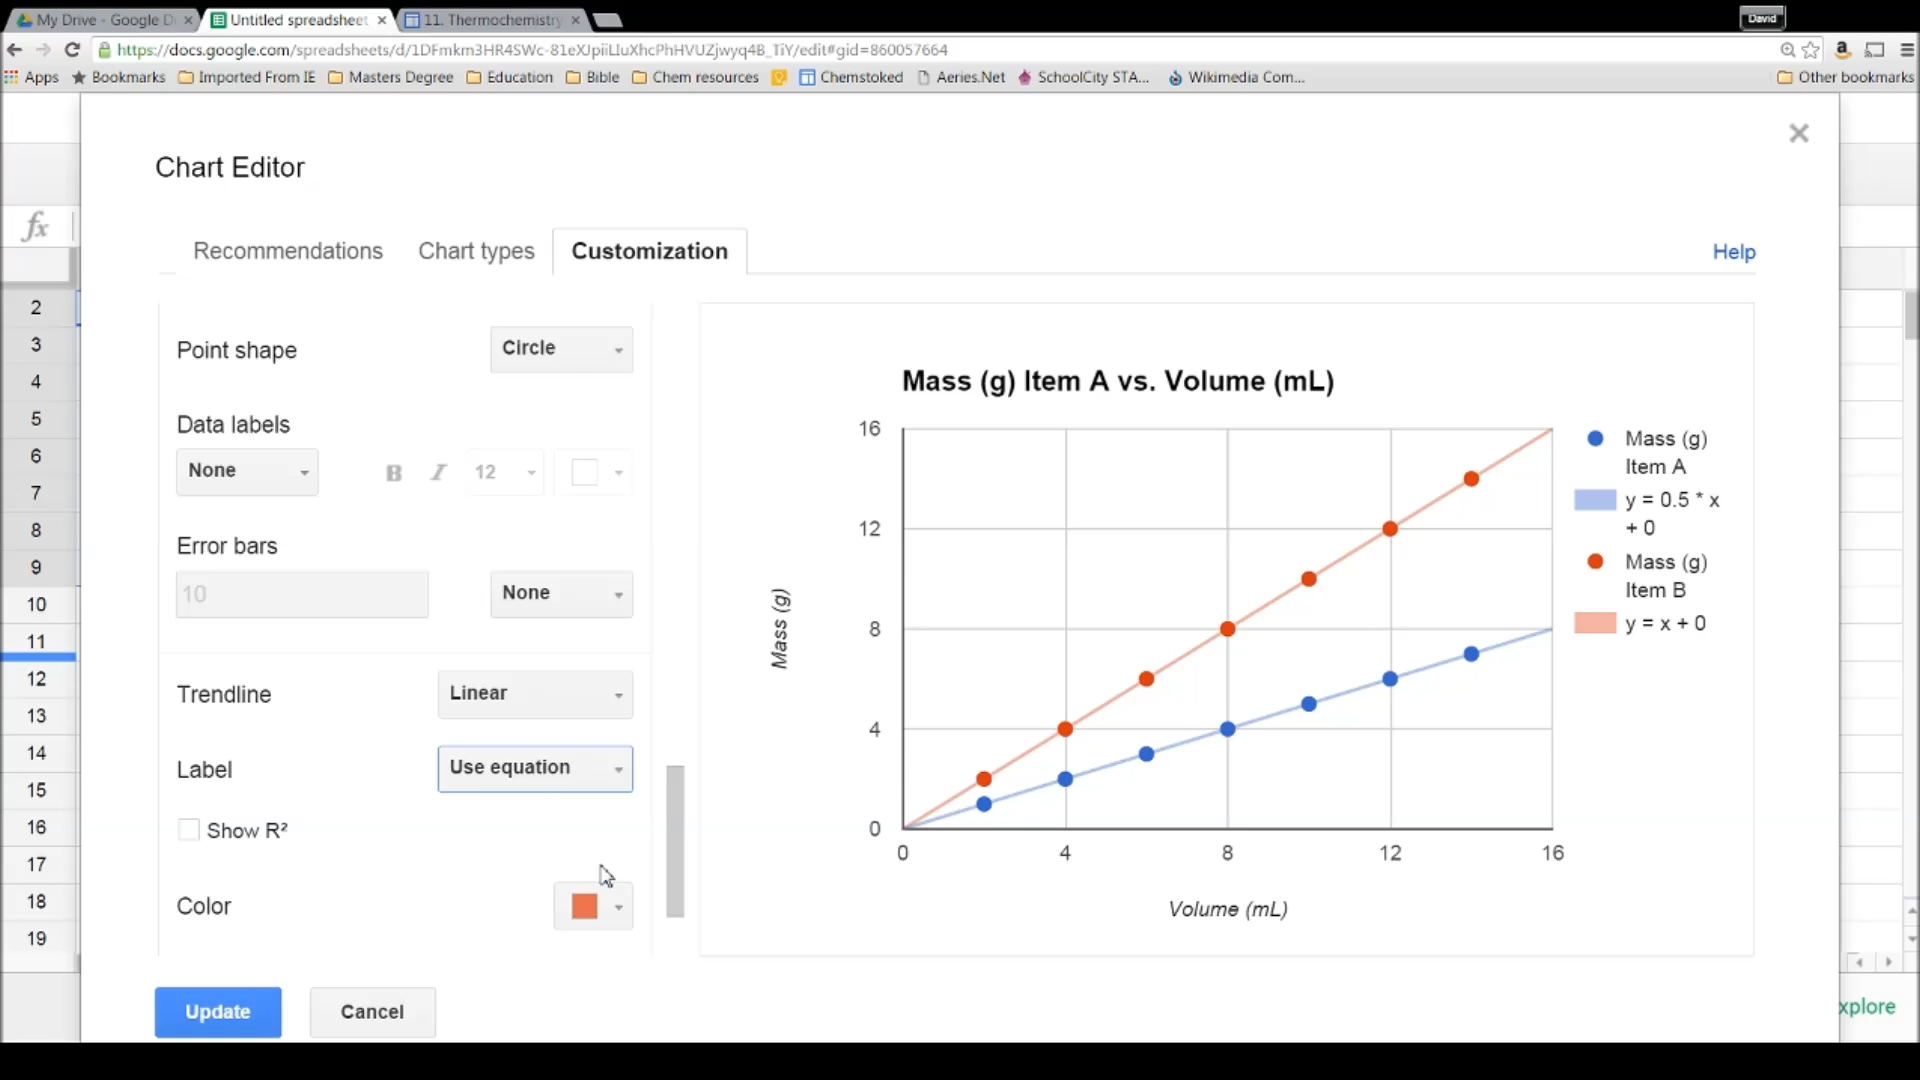 My Drive - Google D
Untitled spreadsheet
11. Thermochemistry
David
https://docs.google.com/spreadsheets/d/1DFmkm3HR4SWc-81eXJpiiLIuXhcPhHVUZjwyq4B_TiY/edit#gid=860057664
Apps Bookmarks Imported From IE Masters Degree Education Bible Chem resources Chemstoked Aeries.Net SchoolCity STA... Wikimedia Com... Other bookmarks
Chart Editor
Recommendations Chart types Customization Help
fx
2
3
4
5
6
7
8
9
10
11
12
13
14
15
16
17
18
19
Point shape Circle
Data labels
None B I 12
Error bars
10 None
Trendline Linear
Label Use equation
Show R²
Color
Update Cancel
Mass (g) Item A vs. Volume (mL)
16
12
8
4
0
Mass (g)
0 4 8 12 16
Volume (mL)
Mass (g)
Item A
y = 0.5 * x
+ 0
Mass (g)
Item B
y = x + 0
xplore